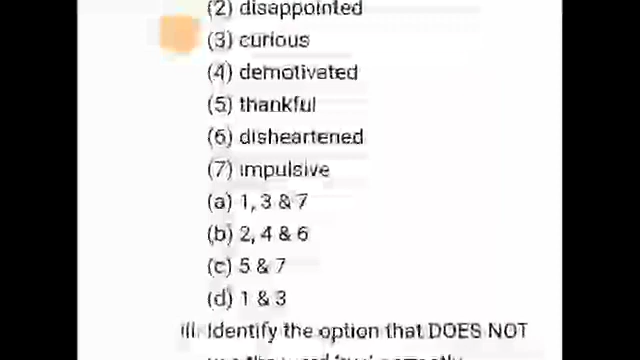 (2) disappointed
(3) curious
(4) demotivated
(5) thankful
(6) disheartened
(7) impulsive
(a) 1, 3 & 7
(b) 2, 4 & 6
(c) 5 & 7
(d) 1 & 3
iii. Identify the option that DOES NOT